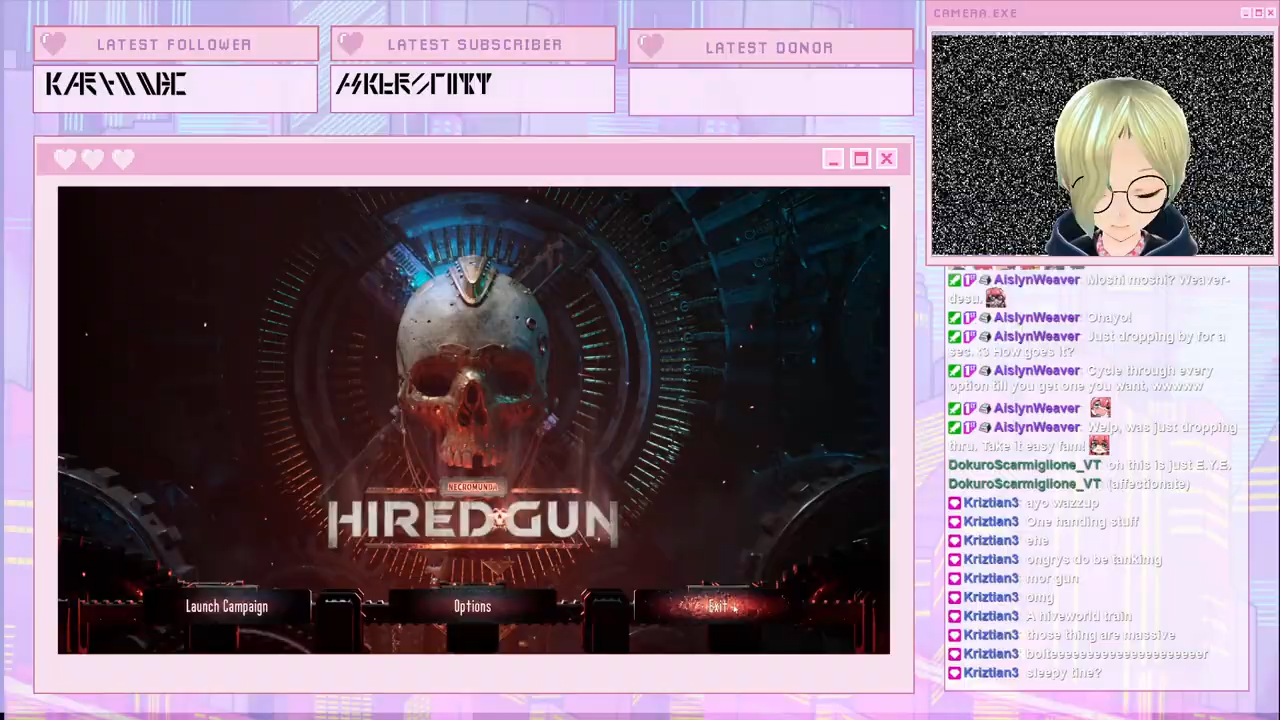 LATEST FOLLOWER
LATEST SUBSCRIBER
LATEST DONOR
CAMERA.EXE
NECROMUNDA
HIRED GUN
Launch Campaign
Options
Exit
AislynWeaver Moshi moshi? Weaver-
desu.
AislynWeaver Ohayo!
AislynWeaver Just dropping by for a
sec. <3 How goes it?
AislynWeaver Cycle through every
option till you get one you want, wwwww
AislynWeaver
AislynWeaver Welp, was just dropping
thru. Take it easy fam!
DokuroScarmiglione_VT oh this is just E.Y.E.
DokuroScarmiglione_VT (affectionate)
Kriztian3 ayo wazzup
Kriztian3 One handing stuff
Kriztian3 ehe
Kriztian3 ongrys do be tanking
Kriztian3 mor gun
Kriztian3 omg
Kriztian3 A hiveworld train
Kriztian3 those thing are massive
Kriztian3 sleepy tine?